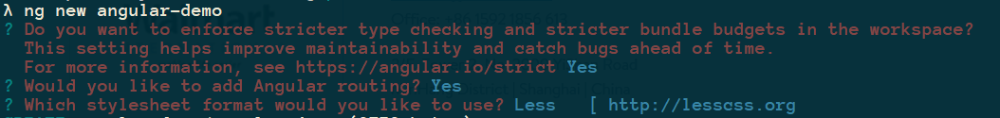 λ ng new angular-demo
? Do you want to enforce stricter type checking and stricter bundle budgets in the workspace?
This setting helps improve maintainability and catch bugs ahead of time.
For more information, see https://angular.io/strict Yes
? Would you like to add Angular routing? Yes
? Which stylesheet format would you like to use? Less [ http://lesscss.org